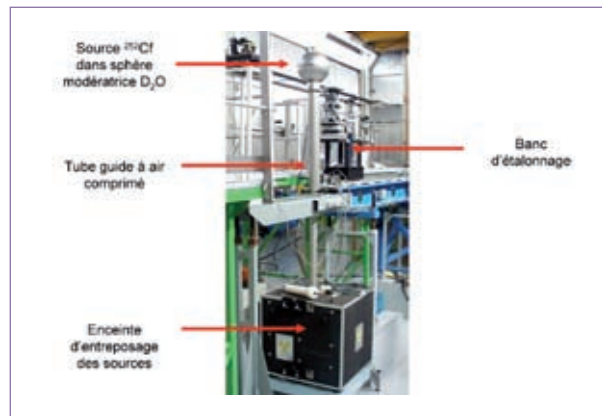 Source ²⁵²Cf
dans sphère
modératrice D₂O
Banc
d'étalonnage
Tube guide à air
comprimé
Enceinte
d'entreposage
des sources